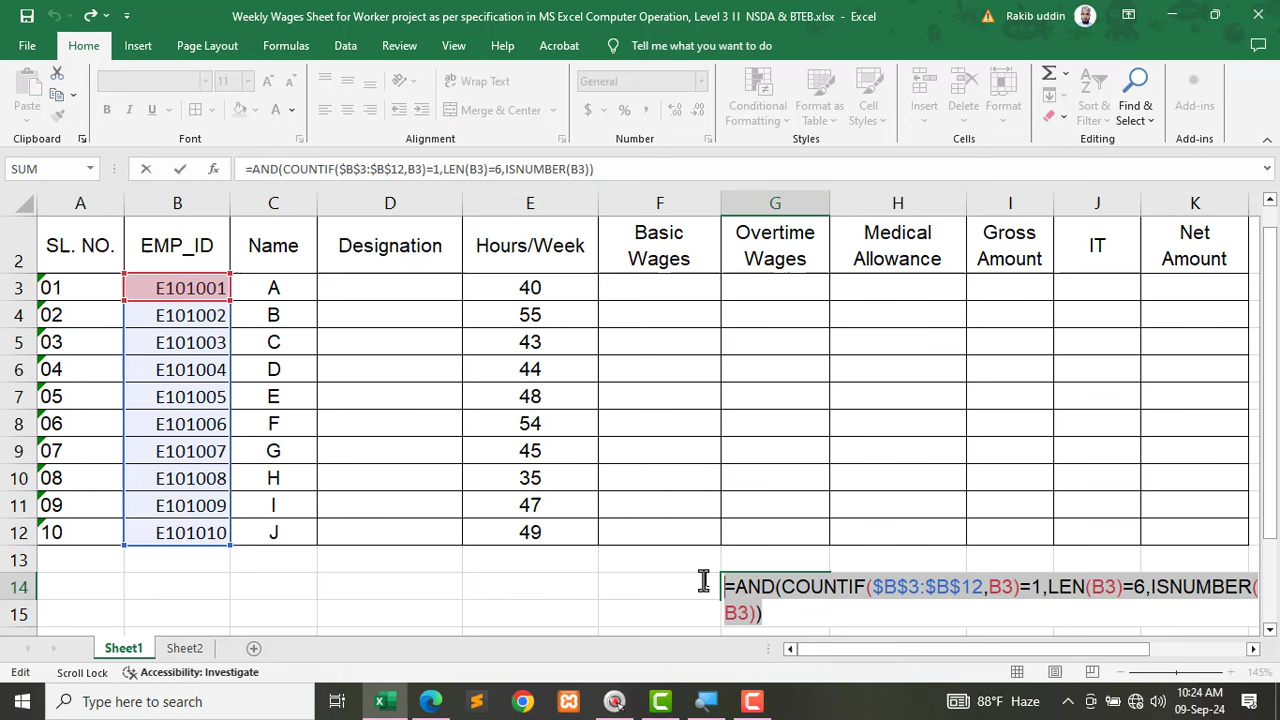 Weekly Wages Sheet for Worker project as per specification in MS Excel Computer Operation, Level 3 II  NSDA & BTEB.xlsx  -  Excel
Rakib uddin
File Home Insert Page Layout Formulas Data Review View Help Acrobat Tell me what you want to do
Paste
11
Wrap Text
General
Conditional Formatting
Format as Table
Cell Styles
Insert
Delete
Format
Sort & Filter
Find & Select
Add-ins
B I U
Merge & Center
$ %
Clipboard Font Alignment Number Styles Cells Editing Add-ins
SUM
fx
=AND(COUNTIF($B$3:$B$12,B3)=1,LEN(B3)=6,ISNUMBER(B3))
A B C D E F G H I J K
2 SL. NO. EMP_ID Name Designation Hours/Week Basic Wages Overtime Wages Medical Allowance Gross Amount IT Net Amount
3 01 E101001 A 40
4 02 E101002 B 55
5 03 E101003 C 43
6 04 E101004 D 44
7 05 E101005 E 48
8 06 E101006 F 54
9 07 E101007 G 45
10 08 E101008 H 35
11 09 E101009 I 47
12 10 E101010 J 49
13
14 =AND(COUNTIF($B$3:$B$12,B3)=1,LEN(B3)=6,ISNUMBER(
15 B3))
Sheet1 Sheet2
Edit Scroll Lock Accessibility: Investigate
145%
Type here to search
88°F Haze
10:24 AM
09-Sep-24